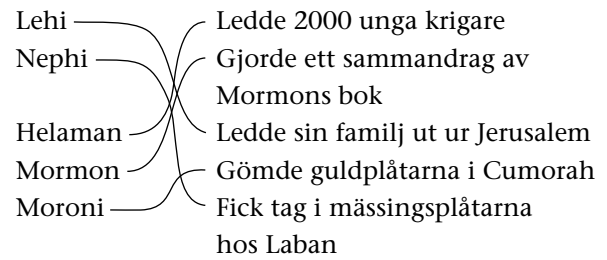 Lehi
Nephi
Helaman
Mormon
Moroni
Ledde 2000 unga krigare
Gjorde ett sammandrag av
Mormons bok
Ledde sin familj ut ur Jerusalem
Gömde guldplåtarna i Cumorah
Fick tag i mässingsplåtarna
hos Laban